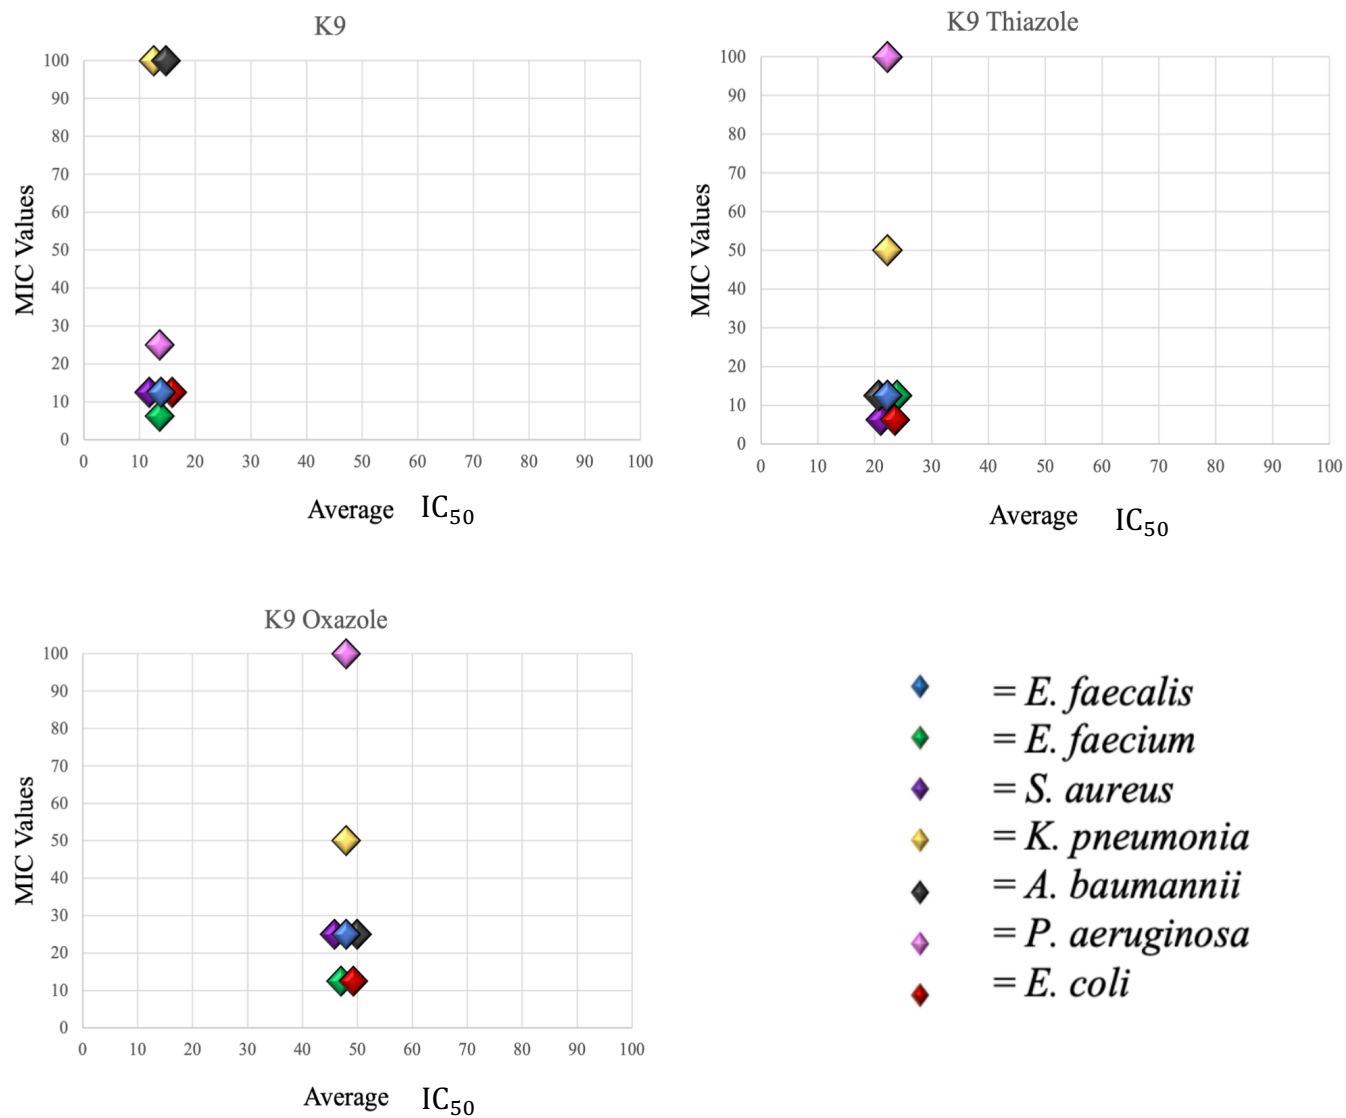 K9
100
90
80
70
60
50
40
30
20
10
0
MIC Values
0 10 20 30 40 50 60 70 80 90 100
Average IC50
K9 Thiazole
100
90
80
70
60
50
40
30
20
10
0
MIC Values
0 10 20 30 40 50 60 70 80 90 100
Average IC50
K9 Oxazole
100
90
80
70
60
50
40
30
20
10
0
MIC Values
0 10 20 30 40 50 60 70 80 90 100
Average IC50
= E. faecalis
= E. faecium
= S. aureus
= K. pneumonia
= A. baumannii
= P. aeruginosa
= E. coli